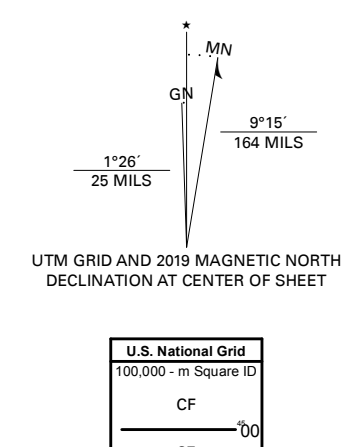 ★
MN
GN
9°15´
164 MILS
1°26´
25 MILS
UTM GRID AND 2019 MAGNETIC NORTH
DECLINATION AT CENTER OF SHEET
U.S. National Grid
100,000 - m Square ID
CF
00